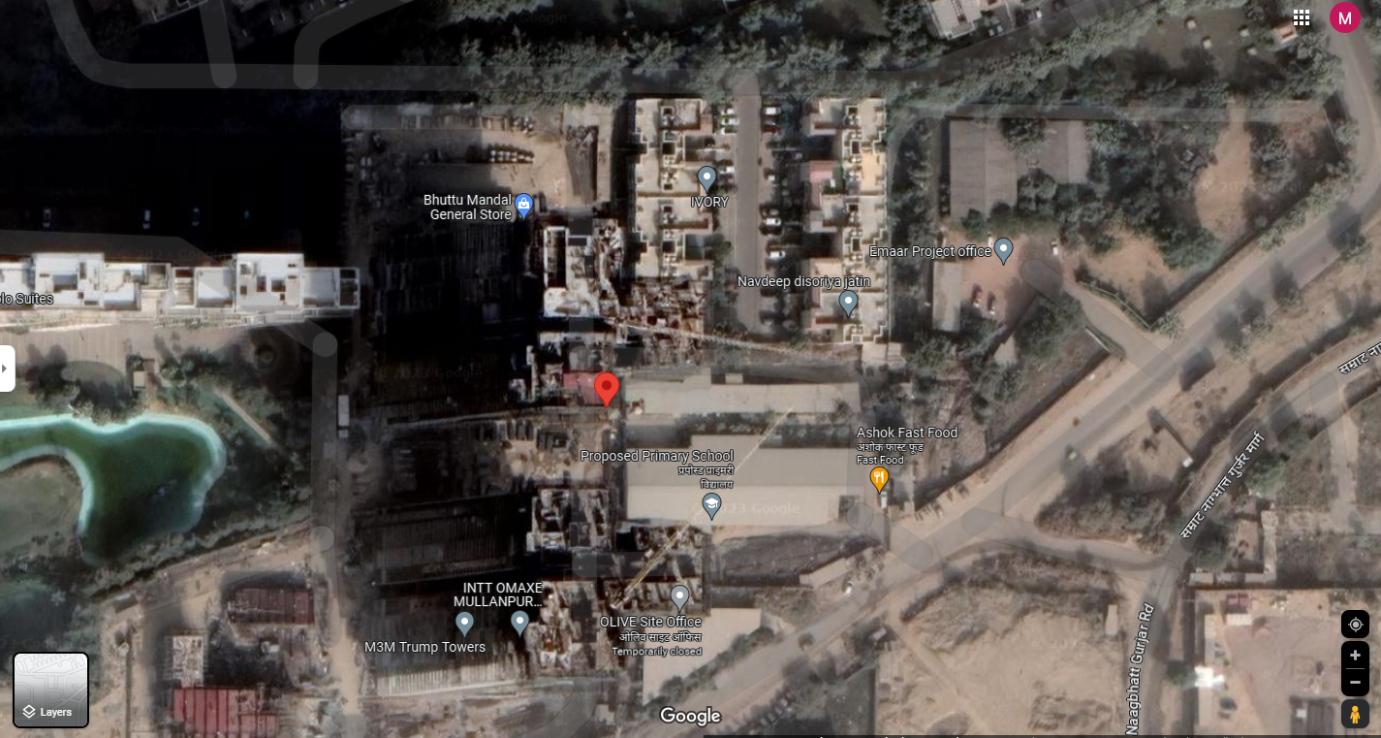 M
Bhuttu Mandal
General Store
IVORY
Emaar Project office
Navdeep disoriya jatin
lo Suites
Ashok Fast Food
अशोक फास्ट फूड
Fast Food
Proposed Primary School
प्रपोस्ड प्राइमरी
विद्यालय
सम्राट नागभट्ट गुर्जर मार्ग
INTT OMAXE
MULLANPUR...
OLIVE Site Office
ओलिव साइट ऑफिस
Temporarily closed
M3M Trump Towers
Naagbhatt Gurjar Rd
Layers
Google